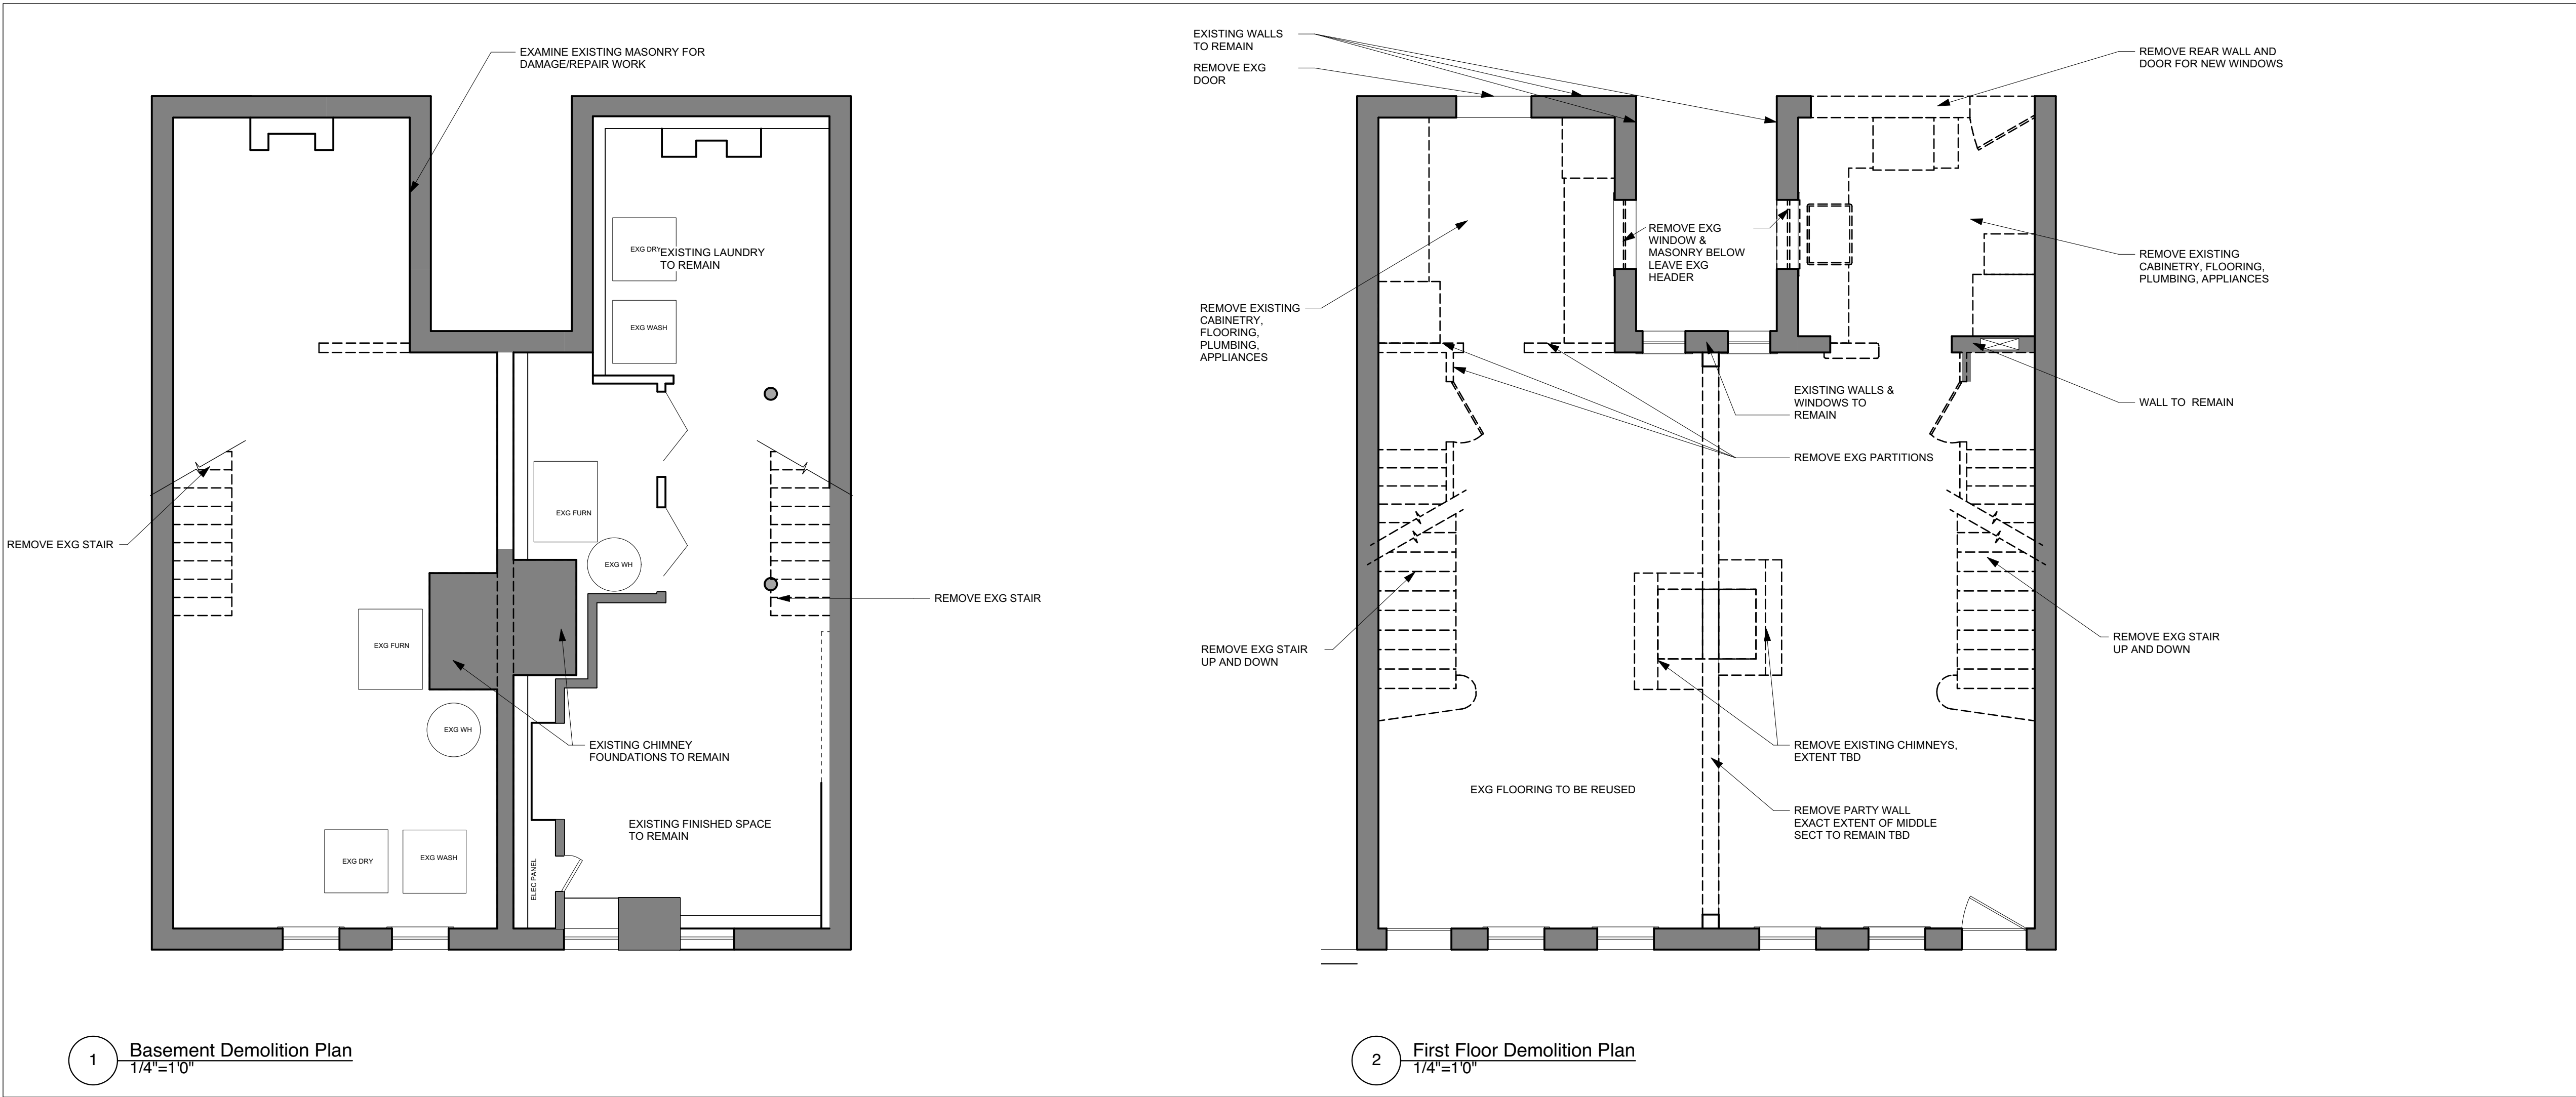 EXAMINE EXISTING MASONRY FOR
DAMAGE/REPAIR WORK
EXG DRY
EXISTING LAUNDRY
TO REMAIN
EXG WASH
EXG FURN
EXG WH
REMOVE EXG STAIR
REMOVE EXG STAIR
EXG FURN
EXG WH
EXISTING CHIMNEY
FOUNDATIONS TO REMAIN
EXISTING FINISHED SPACE
TO REMAIN
EXG DRY
EXG WASH
ELEC PANEL
1
Basement Demolition Plan
1/4"=1'0"
EXISTING WALLS
TO REMAIN
REMOVE EXG
DOOR
REMOVE REAR WALL AND
DOOR FOR NEW WINDOWS
REMOVE EXG
WINDOW &
MASONRY BELOW
LEAVE EXG
HEADER
REMOVE EXISTING
CABINETRY, FLOORING,
PLUMBING, APPLIANCES
REMOVE EXISTING
CABINETRY,
FLOORING,
PLUMBING,
APPLIANCES
EXISTING WALLS &
WINDOWS TO
REMAIN
WALL TO  REMAIN
REMOVE EXG PARTITIONS
REMOVE EXG STAIR
UP AND DOWN
REMOVE EXG STAIR
UP AND DOWN
REMOVE EXISTING CHIMNEYS,
EXTENT TBD
EXG FLOORING TO BE REUSED
REMOVE PARTY WALL
EXACT EXTENT OF MIDDLE
SECT TO REMAIN TBD
2
First Floor Demolition Plan
1/4"=1'0"